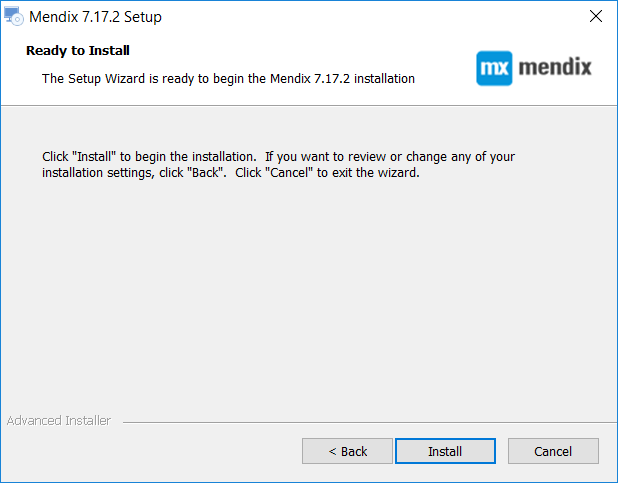 Mendix 7.17.2 Setup
Ready to Install
The Setup Wizard is ready to begin the Mendix 7.17.2 installation
mx mendix
Click "Install" to begin the installation.  If you want to review or change any of your
installation settings, click "Back".  Click "Cancel" to exit the wizard.
Advanced Installer
< Back
Install
Cancel